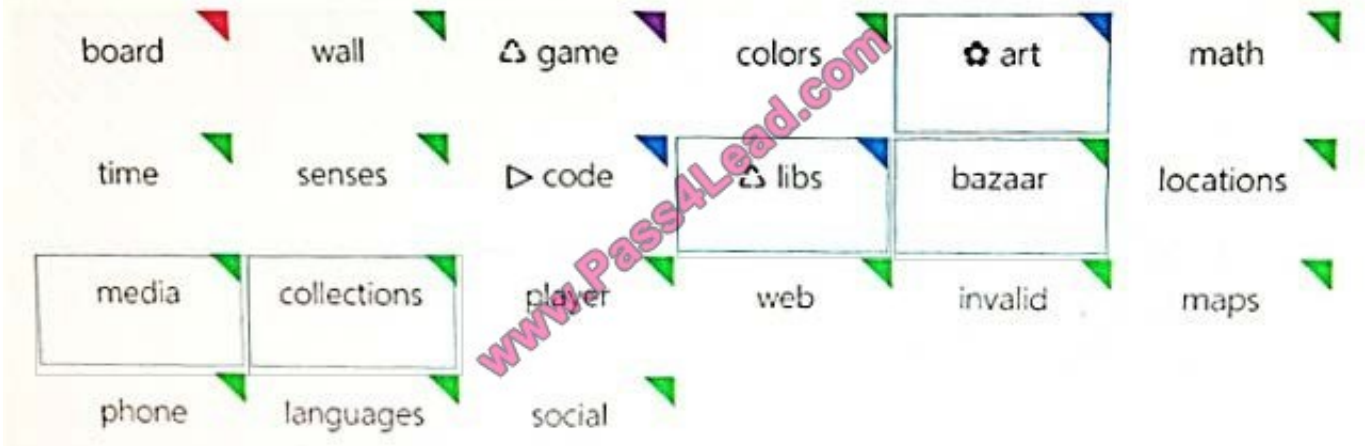 board wall ♺ game colors ✿ art math
time senses ▷ code ♺ libs bazaar locations
media collections player web invalid maps
phone languages social
www.Pass4Lead.com